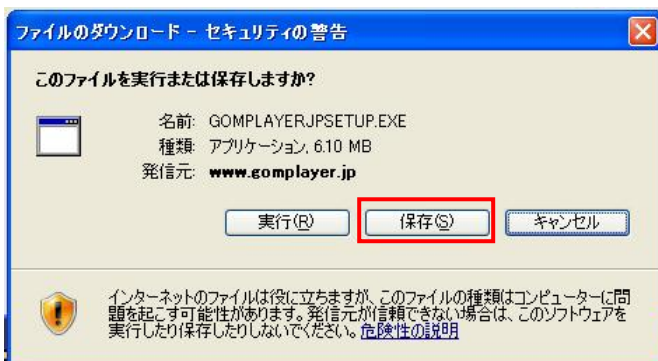 ファイルのダウンロード - セキュリティの警告
このファイルを実行または保存しますか?
名前: GOMPLAYERJPSETUP.EXE
種類: アプリケーション, 6.10 MB
発信元: www.gomplayer.jp
実行(R) 保存(S) キャンセル
インターネットのファイルは役に立ちますが、このファイルの種類はコンピューターに問
題を起こす可能性があります。発信元が信頼できない場合は、このソフトウェアを
実行したり保存したりしないでください。危険性の説明